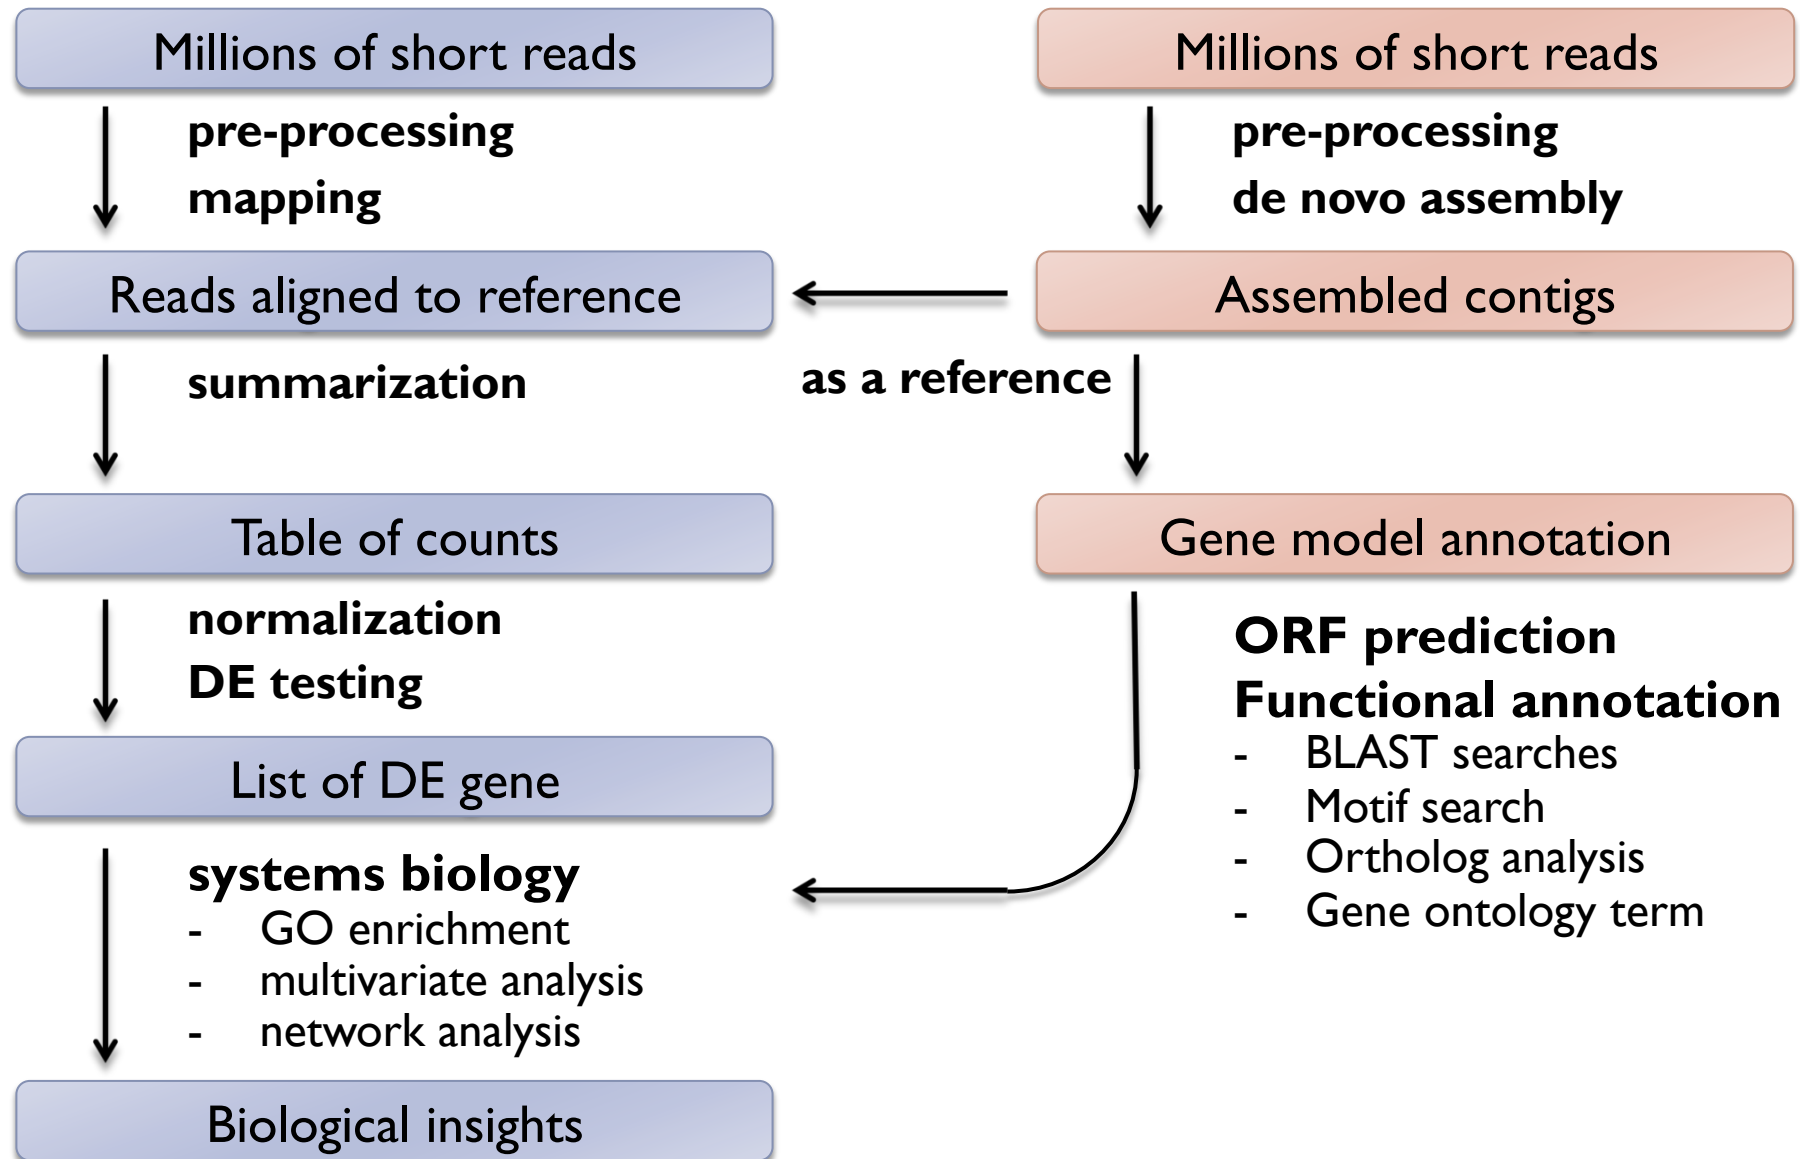 Millions of short reads
pre-processing
mapping
Reads aligned to reference
summarization
Table of counts
normalization
DE testing
List of DE gene
systems biology
- GO enrichment
- multivariate analysis
- network analysis
Biological insights
Millions of short reads
pre-processing
de novo assembly
Assembled contigs
as a reference
Gene model annotation
ORF prediction
Functional annotation
- BLAST searches
- Motif search
- Ortholog analysis
- Gene ontology term